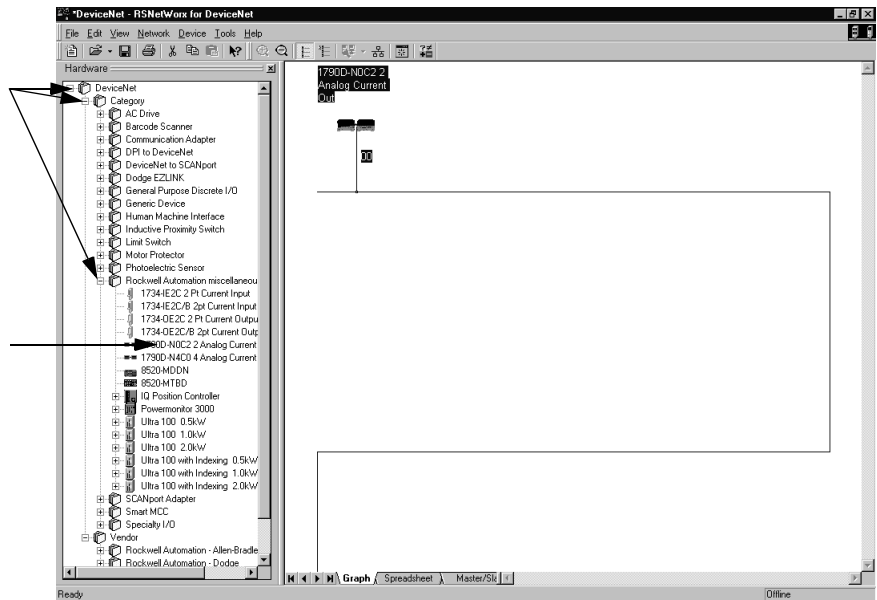 *DeviceNet - RSNetWorx for DeviceNet
File Edit View Network Device Tools Help
Hardware
DeviceNet
Category
AC Drive
Barcode Scanner
Communication Adapter
DPI to DeviceNet
DeviceNet to SCANport
Dodge EZLINK
General Purpose Discrete I/O
Generic Device
Human Machine Interface
Inductive Proximity Switch
Limit Switch
Motor Protector
Photoelectric Sensor
Rockwell Automation miscellaneou
1734-IE2C 2 Pt Current Input
1734-IE2C/B 2pt Current Input
1734-OE2C 2 Pt Current Outpu
1734-OE2C/B 2pt Current Outp
1790D-N0C2 2 Analog Current
1790D-N4C0 4 Analog Current
8520-MDDN
8520-MTBD
IQ Position Controller
Powermonitor 3000
Ultra 100 0.5kW
Ultra 100 1.0kW
Ultra 100 2.0kW
Ultra 100 with Indexing 0.5kW
Ultra 100 with Indexing 1.0kW
Ultra 100 with Indexing 2.0kW
SCANport Adapter
Smart MCC
Specialty I/O
Vendor
Rockwell Automation - Allen-Bradle
Rockwell Automation - Dodge
1790D-N0C2 2
Analog Current
Out
00
Graph Spreadsheet Master/Sla
Ready Offline